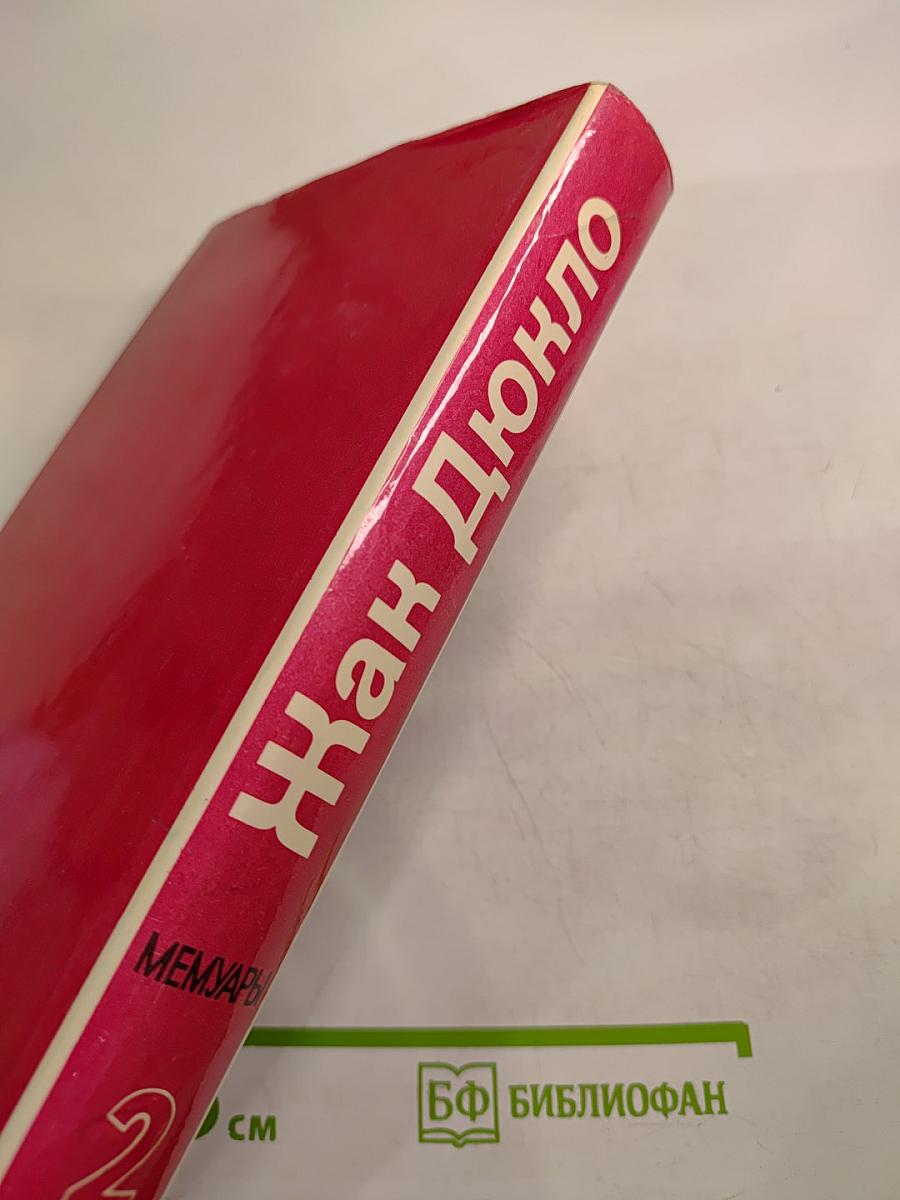 Жак Дюкло
МЕМУАРЫ
2
см
БФ БИБЛИОФАН